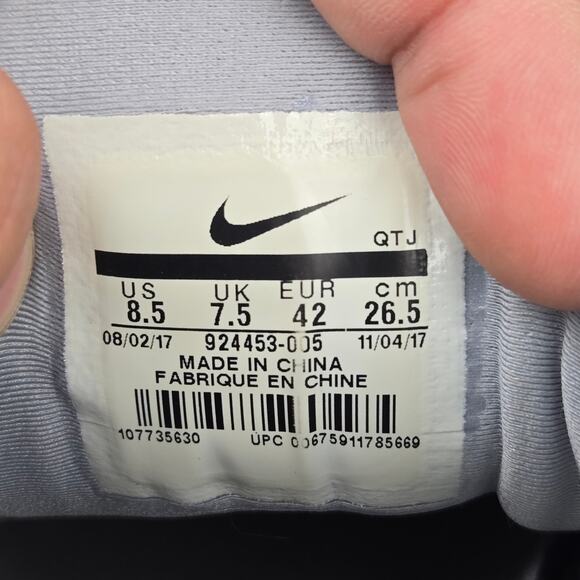 QTJ
US UK EUR cm
8.5 7.5 42 26.5
08/02/17 924453-005 11/04/17
MADE IN CHINA
FABRIQUE EN CHINE
107735630 UPC 00675911785669